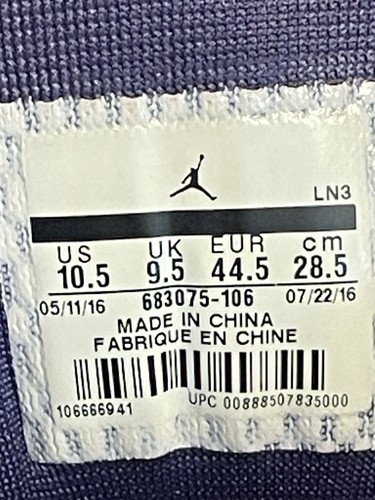 LN3
US UK EUR cm
10.5 9.5 44.5 28.5
05/11/16 683075-106 07/22/16
MADE IN CHINA
FABRIQUE EN CHINE
106666941 UPC 00888507835000